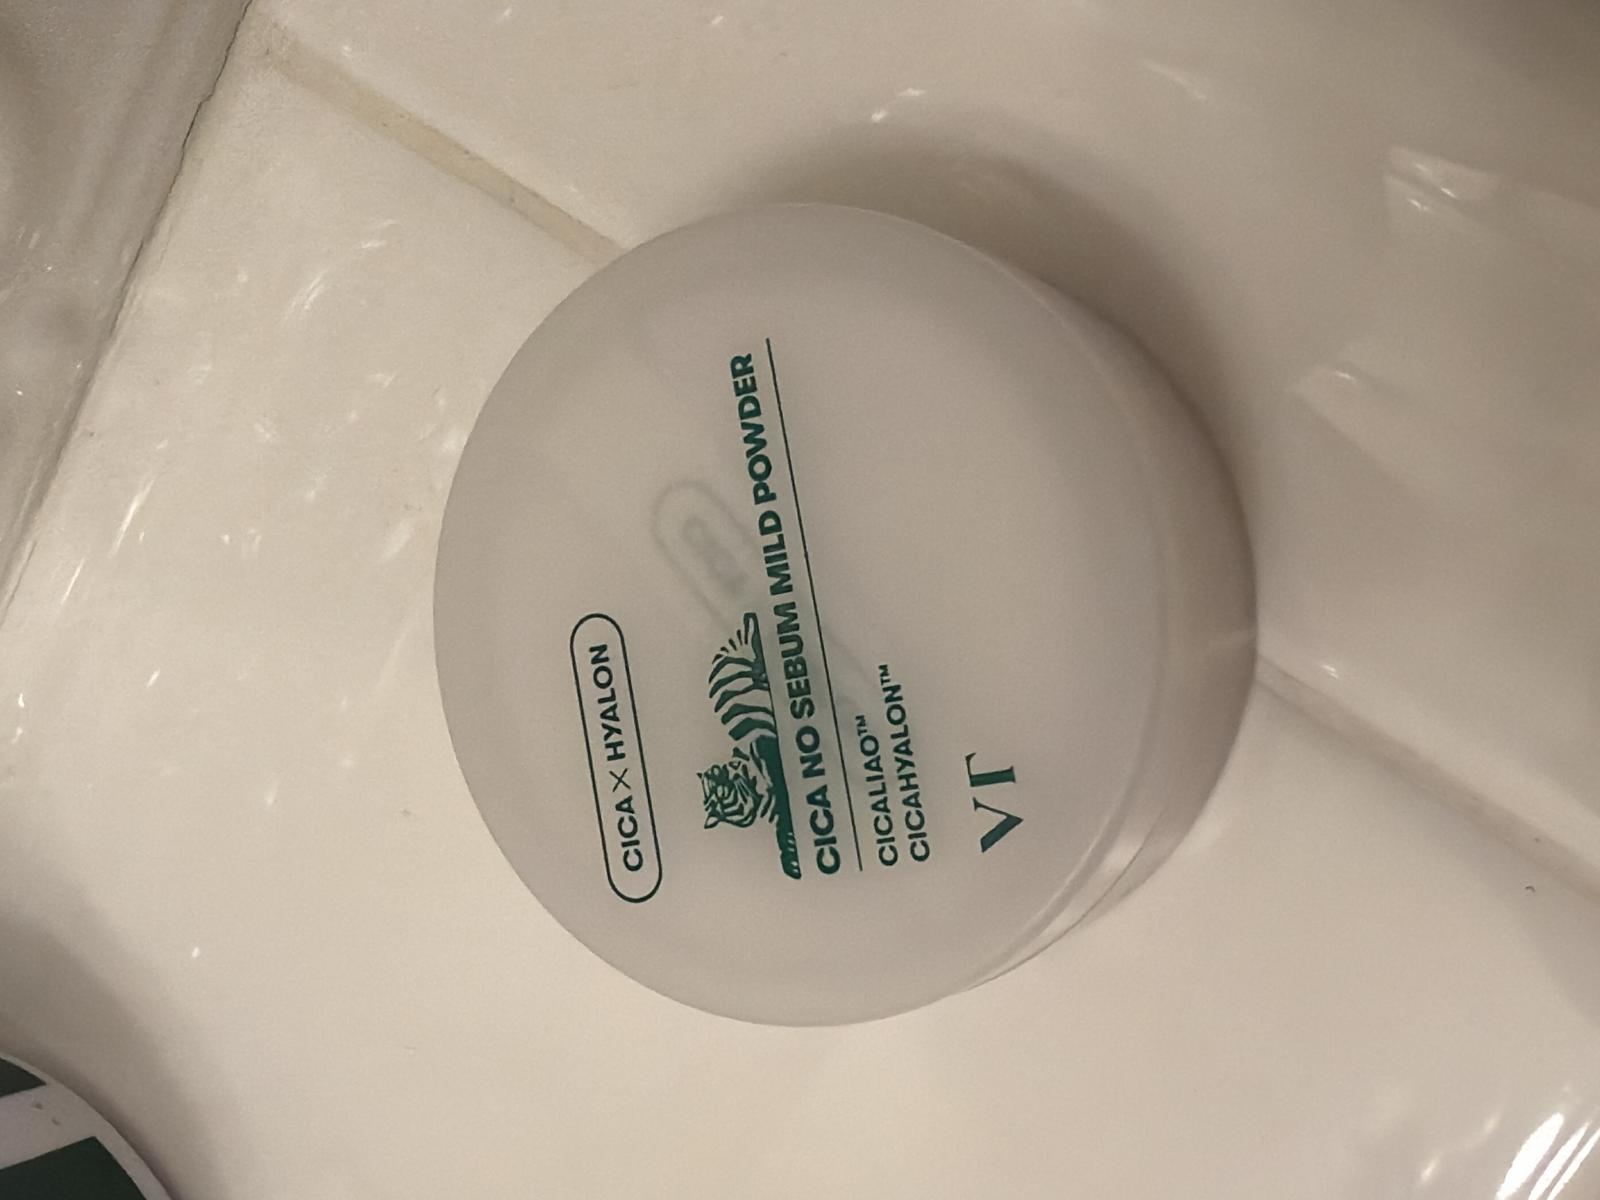 CICA X HYALON
CICA NO SEBUM MILD POWDER
CICALIAO™
CICAHYALON™
VT